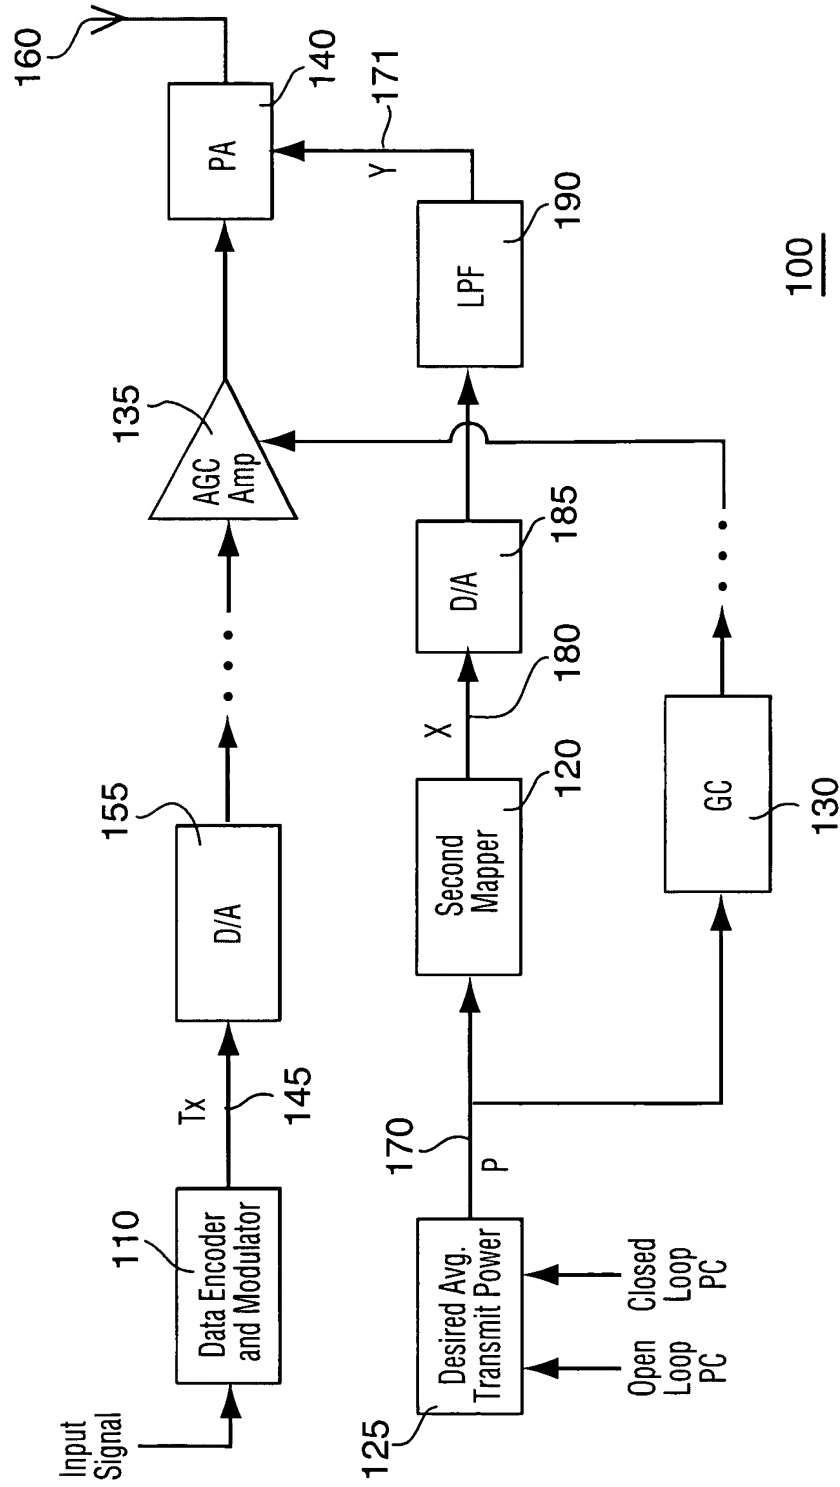 Input
Signal
110
Data Encoder
and Modulator
Tx
145
155
D/A
135
AGC
Amp
PA
140
160
125
Desired Avg.
Transmit Power
Open
Loop
PC
Closed
Loop
PC
170
P
Second
Mapper
120
X
180
D/A
185
LPF
190
Y
171
GC
130
100